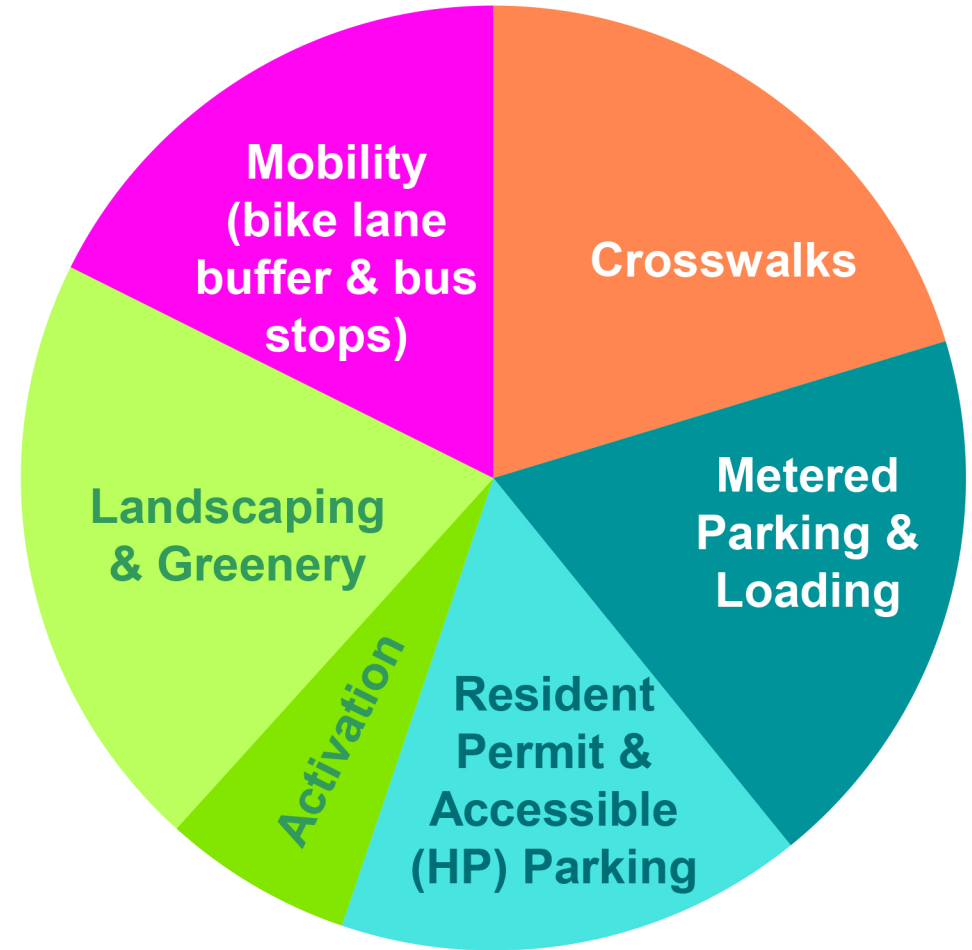 Mobility
(bike lane
buffer & bus
stops)
Crosswalks
Metered
Parking &
Loading
Landscaping
& Greenery
Activation
Resident
Permit &
Accessible
(HP) Parking